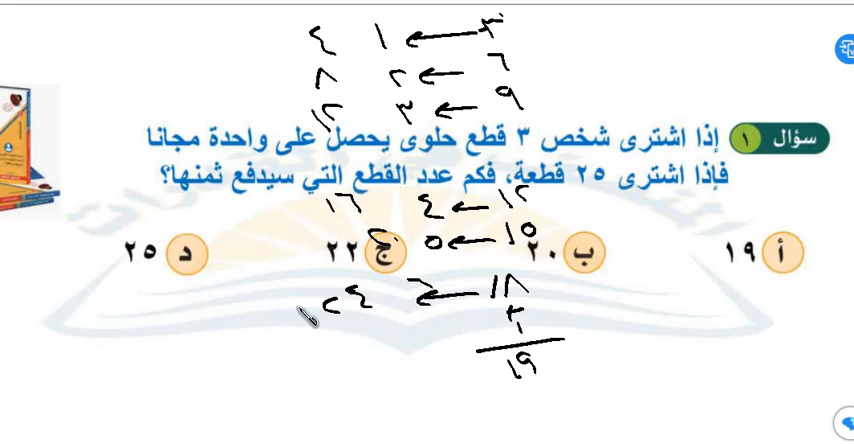 ٣ ← ١ ٤
٦ ← ٢ ٨
٩ ← ٣ ١٢
سؤال ١ إذا اشترى شخص ٣ قطع حلوى يحصل على واحدة مجانا
فإذا اشترى ٢٥ قطعة، فكم عدد القطع التي سيدفع ثمنها؟
١٢ ← ٤ ١٦
١٥ ← ٥ ٢٠
أ ١٩ ب ٢٠ ج ٢٢ د ٢٥
١٨ ← ٦ ٢٤
١
١٩